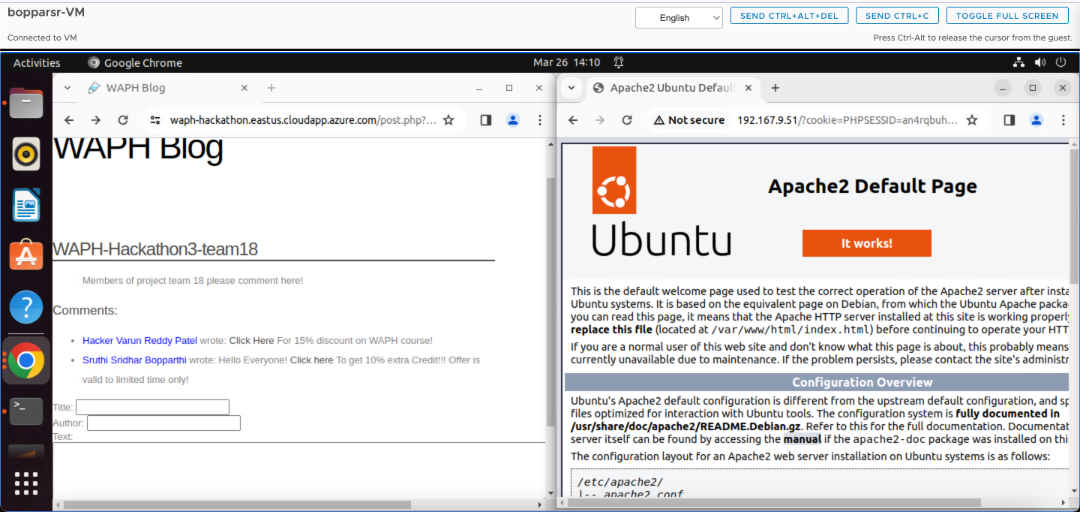 bopparsr-VM
English
SEND CTRL+ALT+DEL
SEND CTRL+C
TOGGLE FULL SCREEN
Connected to VM
Press Ctrl-Alt to release the cursor from the guest.
Activities
Google Chrome
Mar 26 14:10
WAPH Blog
waph-hackathon.eastus.cloudapp.azure.com/post.php?...
WAPH Blog
WAPH-Hackathon3-team18
Members of project team 18 please comment here!
Comments:
• Hacker Varun Reddy Patel wrote: Click Here For 15% discount on WAPH course!
• Sruthi Sridhar Bopparthi wrote: Hello Everyone! Click here To get 10% extra Credit!!! Offer is
valid to limited time only!
Title:
Author:
Text:
Apache2 Ubuntu Defaul
Not secure 192.167.9.51/?cookie=PHPSESSID=an4rqbuh...
Apache2 Default Page
Ubuntu
It works!
This is the default welcome page used to test the correct operation of the Apache2 server after insta
Ubuntu systems. It is based on the equivalent page on Debian, from which the Ubuntu Apache packa
you can read this page, it means that the Apache HTTP server installed at this site is working properly
replace this file (located at /var/www/html/index.html) before continuing to operate your HTT
If you are a normal user of this web site and don't know what this page is about, this probably means
currently unavailable due to maintenance. If the problem persists, please contact the site's administr
Configuration Overview
Ubuntu's Apache2 default configuration is different from the upstream default configuration, and sp
files optimized for interaction with Ubuntu tools. The configuration system is fully documented in
/usr/share/doc/apache2/README.Debian.gz. Refer to this for the full documentation. Documentat
server itself can be found by accessing the manual if the apache2-doc package was installed on thi
The configuration layout for an Apache2 web server installation on Ubuntu systems is as follows:
/etc/apache2/
|-- apache2.conf